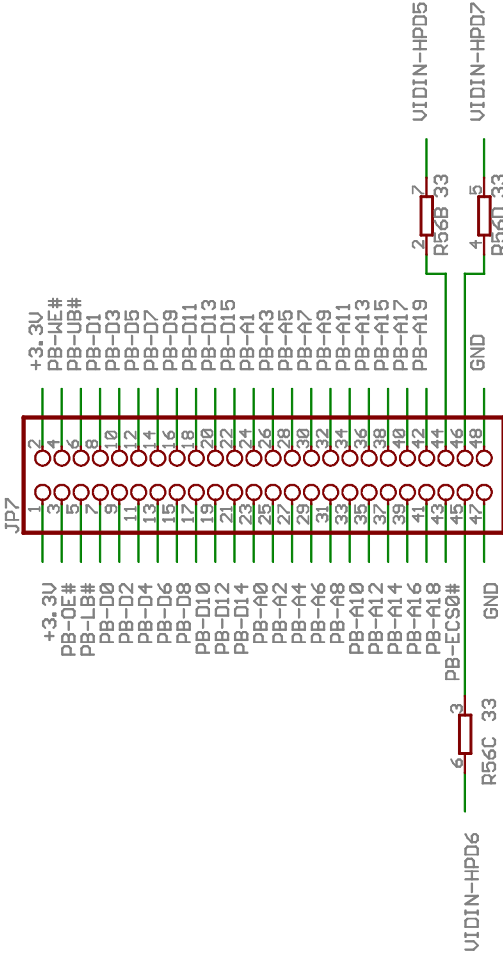 JP7
+3.3V 1 2 +3.3V
PB-OE# 3 4 PB-WE#
PB-LB# 5 6 PB-UB#
PB-D0 7 8 PB-D1
PB-D2 9 10 PB-D3
PB-D4 11 12 PB-D5
PB-D6 13 14 PB-D7
PB-D8 15 16 PB-D9
PB-D10 17 18 PB-D11
PB-D12 19 20 PB-D13
PB-D14 21 22 PB-D15
PB-A0 23 24 PB-A1
PB-A2 25 26 PB-A3
PB-A4 27 28 PB-A5
PB-A6 29 30 PB-A7
PB-A8 31 32 PB-A9
PB-A10 33 34 PB-A11
PB-A12 35 36 PB-A13
PB-A14 37 38 PB-A15
PB-A16 39 40 PB-A17
PB-A18 41 42 PB-A19
PB-ECS0# 43 44 2 7 VIDIN-HPD5
R56B 33
VIDIN-HPD6 6 3 45 46 4 5 VIDIN-HPD7
R56C 33
R56D 33
GND 47 48 GND